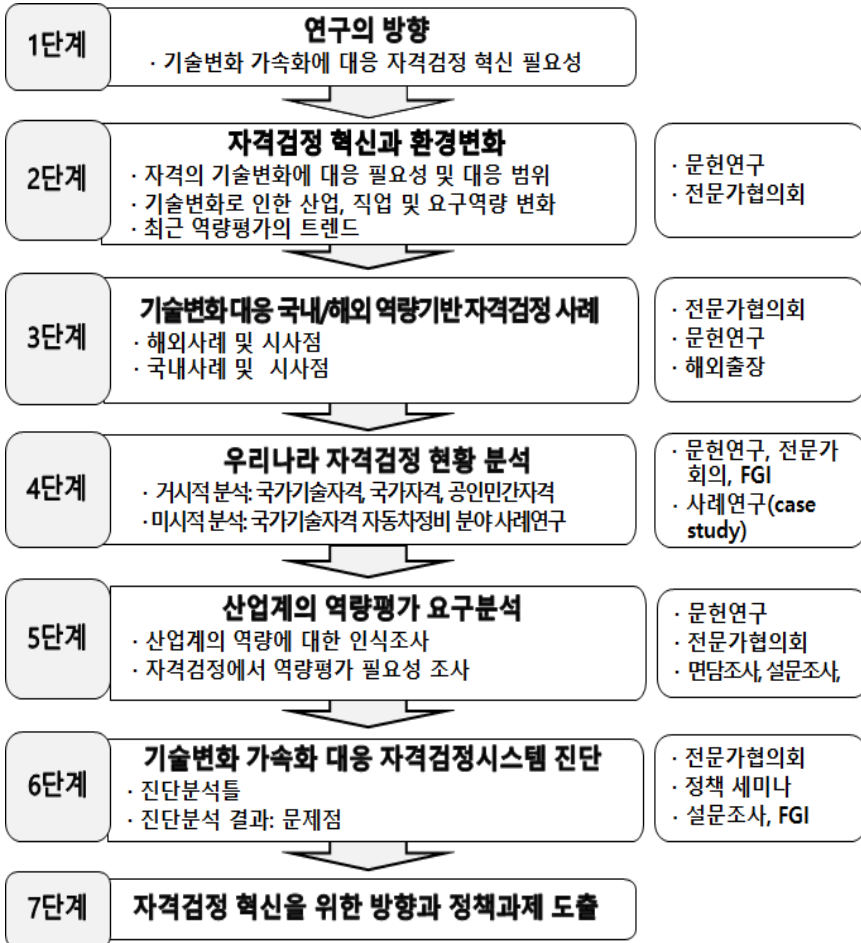 1단계
연구의 방향
· 기술변화 가속화에 대응 자격검정 혁신 필요성
2단계
자격검정 혁신과 환경변화
· 자격의 기술변화에 대응 필요성 및 대응 범위
· 기술변화로 인한 산업, 직업 및 요구역량 변화
· 최근 역량평가의 트렌드
· 문헌연구
· 전문가협의회
3단계
기술변화 대응 국내/해외 역량기반 자격검정 사례
· 해외사례 및 시사점
· 국내사례 및 시사점
· 전문가협의회
· 문헌연구
· 해외출장
4단계
우리나라 자격검정 현황 분석
· 거시적 분석: 국가기술자격, 국가자격, 공인민간자격
· 미시적 분석: 국가기술자격 자동차정비 분야 사례연구
· 문헌연구, 전문가
회의, FGI
· 사례연구(case
study)
5단계
산업계의 역량평가 요구분석
· 산업계의 역량에 대한 인식조사
· 자격검정에서 역량평가 필요성 조사
· 문헌연구
· 전문가협의회
· 면담조사, 설문조사,
6단계
기술변화 가속화 대응 자격검정시스템 진단
· 진단분석틀
· 진단분석 결과: 문제점
· 전문가협의회
· 정책 세미나
· 설문조사, FGI
7단계
자격검정 혁신을 위한 방향과 정책과제 도출